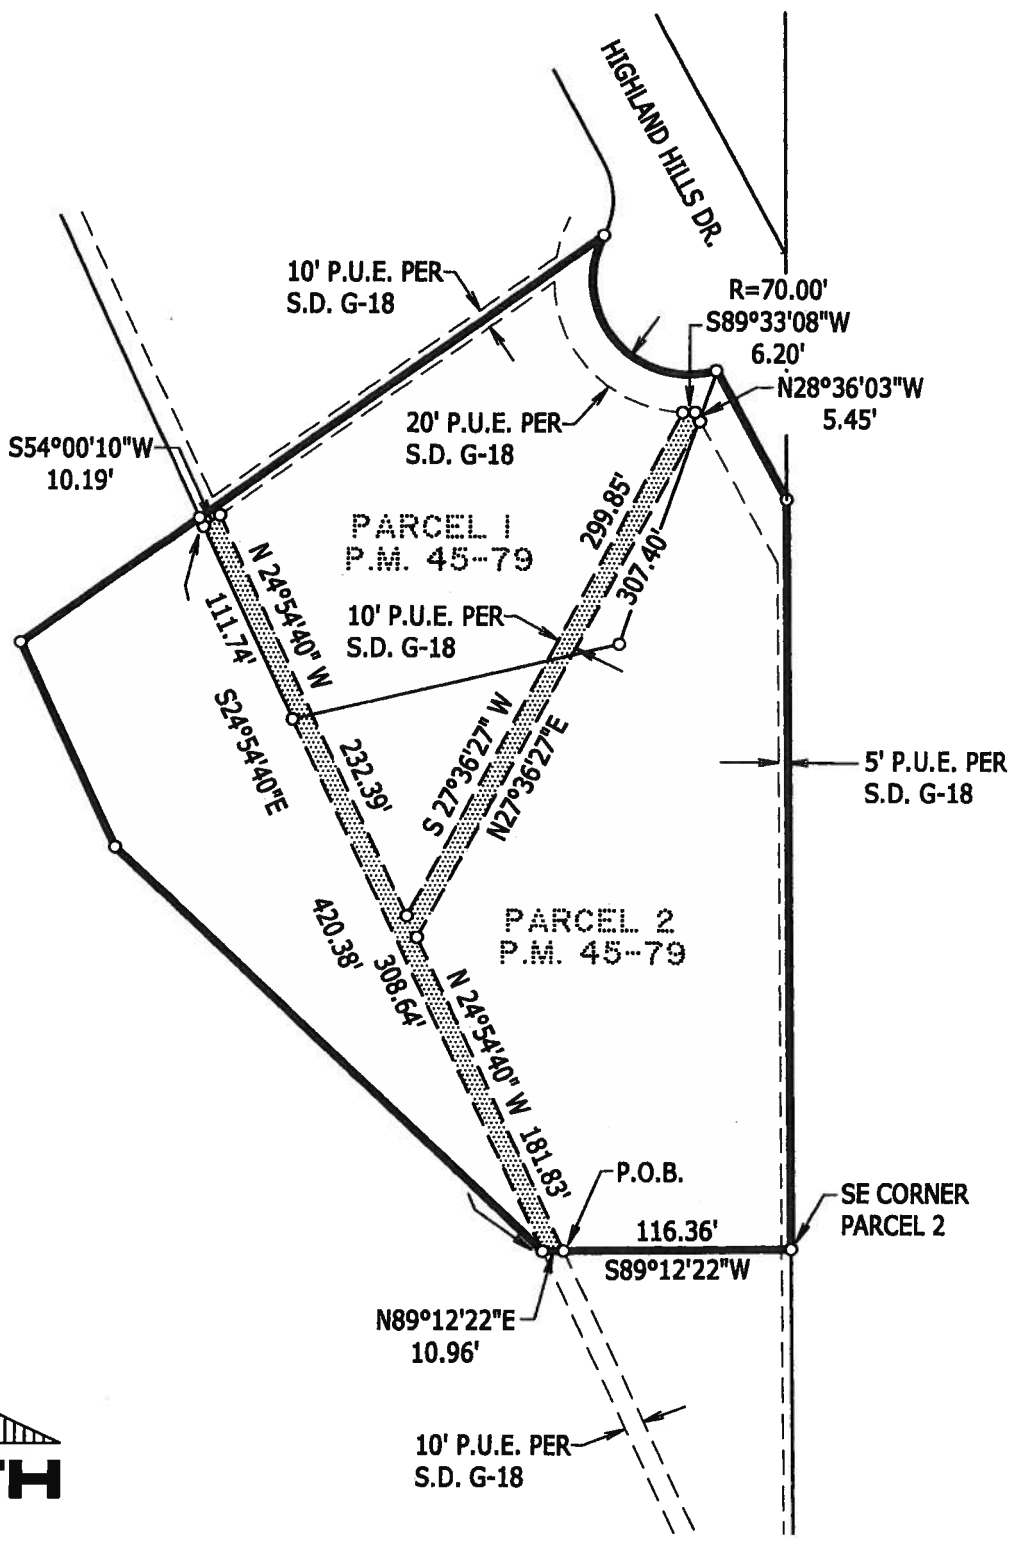 HIGHLAND HILLS DR.
10' P.U.E. PER
S.D. G-18
R=70.00'
S89°33'08"W
6.20'
N28°36'03"W
5.45'
20' P.U.E. PER
S.D. G-18
S54°00'10"W
10.19'
PARCEL 1
P.M. 45-79
299.85'
307.40'
N 24°54'40" W
111.74'
10' P.U.E. PER
S.D. G-18
S24°54'40"E
232.39'
S 27°36'27" W
N27°36'27"E
5' P.U.E. PER
S.D. G-18
PARCEL 2
P.M. 45-79
420.38'
308.64'
N 24°54'40" W 181.83'
P.O.B.
SE CORNER
PARCEL 2
116.36'
S89°12'22"W
N89°12'22"E
10.96'
10' P.U.E. PER
S.D. G-18